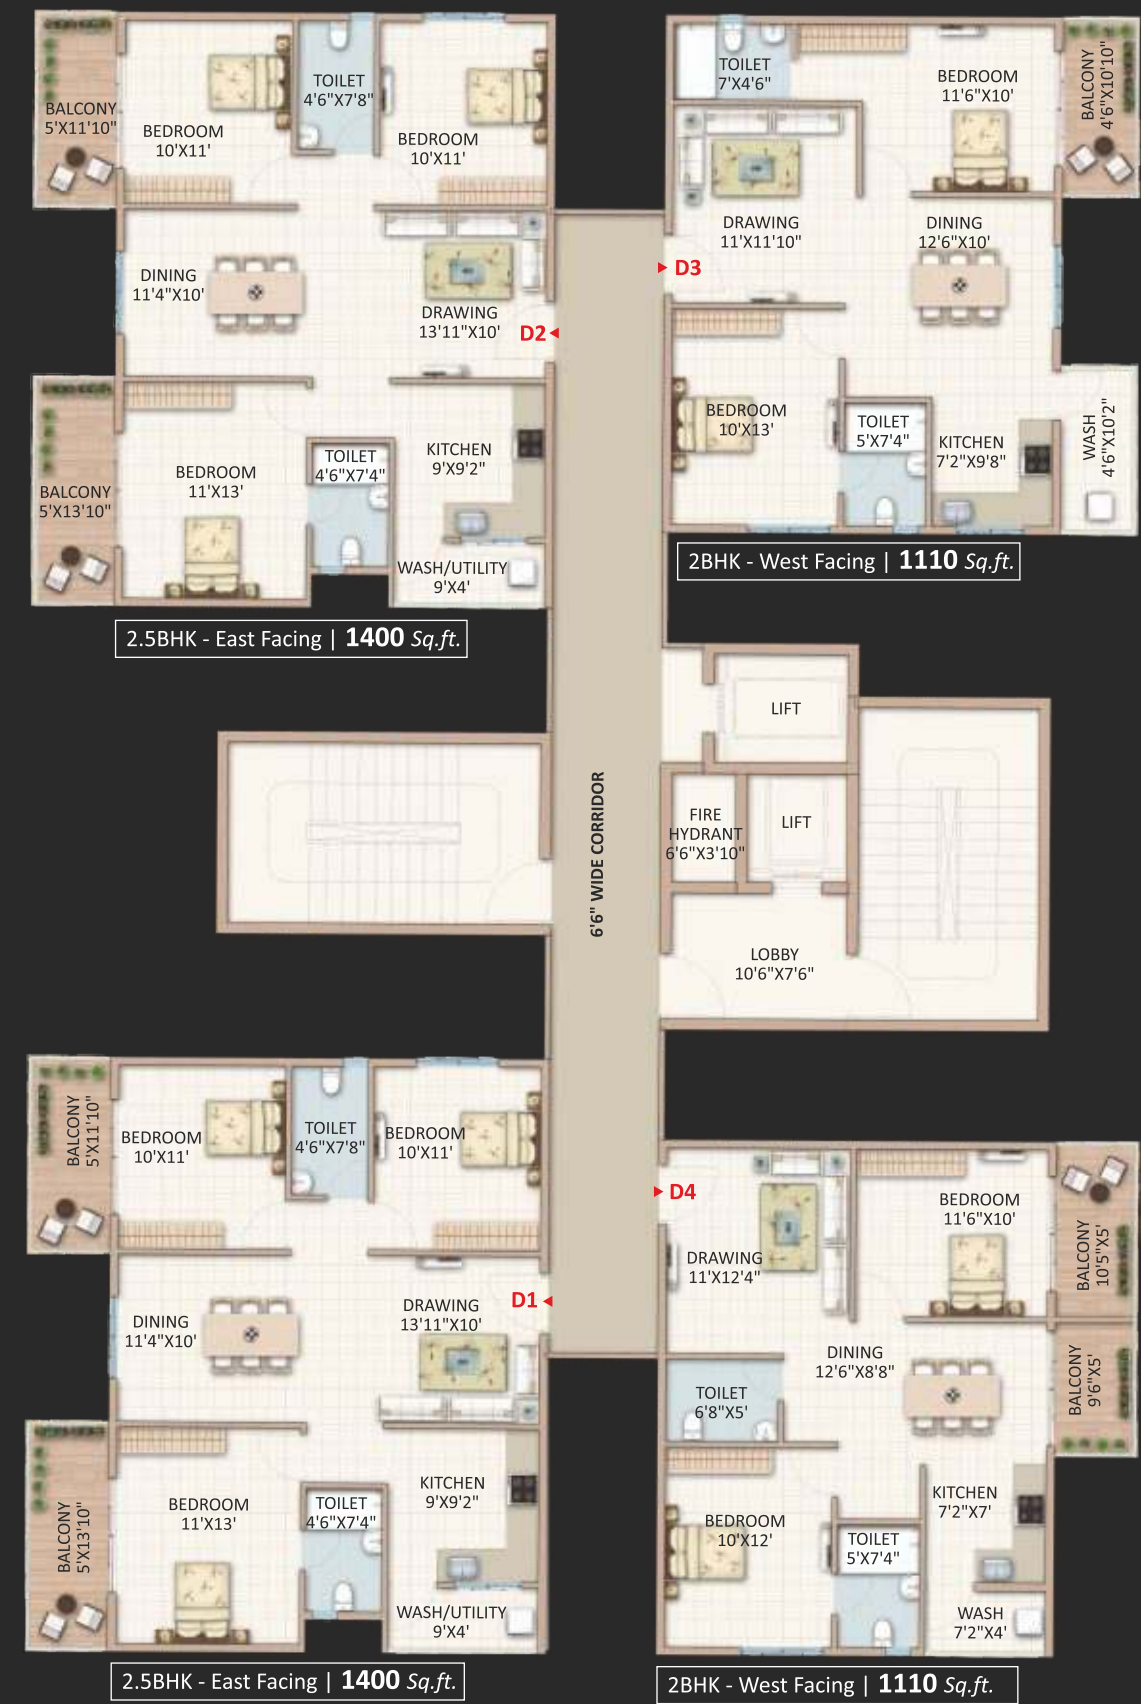 BALCONY
5'X11'10"
BEDROOM
10'X11'
TOILET
4'6"X7'8"
BEDROOM
10'X11'
DINING
11'4"X10'
DRAWING
13'11"X10'
D2
BALCONY
5'X13'10"
BEDROOM
11'X13'
TOILET
4'6"X7'4"
KITCHEN
9'X9'2"
WASH/UTILITY
9'X4'
2.5BHK - East Facing | 1400 Sq.ft.
TOILET
7'X4'6"
BEDROOM
11'6"X10'
BALCONY
4'6"X10'10"
DRAWING
11'X11'10"
DINING
12'6"X10'
D3
BEDROOM
10'X13'
TOILET
5'X7'4"
KITCHEN
7'2"X9'8"
WASH
4'6"X10'2"
2BHK - West Facing | 1110 Sq.ft.
LIFT
FIRE
HYDRANT
6'6"X3'10"
LIFT
6'6" WIDE CORRIDOR
LOBBY
10'6"X7'6"
BALCONY
5'X11'10"
BEDROOM
10'X11'
TOILET
4'6"X7'8"
BEDROOM
10'X11'
DINING
11'4"X10'
DRAWING
13'11"X10'
D1
BALCONY
5'X13'10"
BEDROOM
11'X13'
TOILET
4'6"X7'4"
KITCHEN
9'X9'2"
WASH/UTILITY
9'X4'
2.5BHK - East Facing | 1400 Sq.ft.
D4
DRAWING
11'X12'4"
BEDROOM
11'6"X10'
BALCONY
10'5"X5'
DINING
12'6"X8'8"
BALCONY
9'6"X5'
TOILET
6'8"X5'
BEDROOM
10'X12'
TOILET
5'X7'4"
KITCHEN
7'2"X7'
WASH
7'2"X4'
2BHK - West Facing | 1110 Sq.ft.